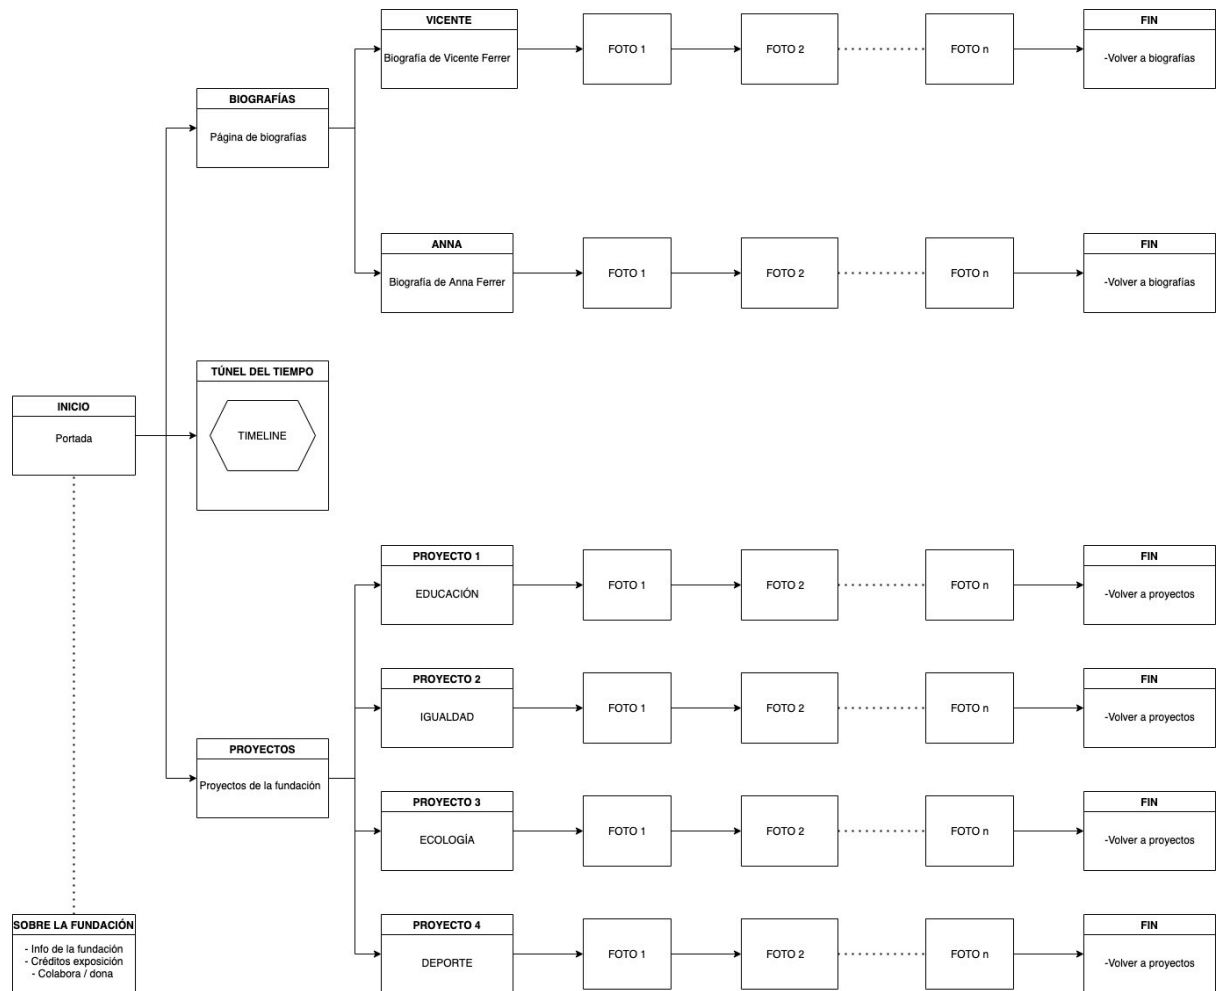 VICENTE
Biografía de Vicente Ferrer
FOTO 1
FOTO 2
FOTO n
FIN
-Volver a biografías
BIOGRAFÍAS
Página de biografías
ANNA
Biografía de Anna Ferrer
FOTO 1
FOTO 2
FOTO n
FIN
-Volver a biografías
TÚNEL DEL TIEMPO
TIMELINE
INICIO
Portada
PROYECTO 1
EDUCACIÓN
FOTO 1
FOTO 2
FOTO n
FIN
-Volver a proyectos
PROYECTO 2
IGUALDAD
FOTO 1
FOTO 2
FOTO n
FIN
-Volver a proyectos
PROYECTOS
Proyectos de la fundación
PROYECTO 3
ECOLOGÍA
FOTO 1
FOTO 2
FOTO n
FIN
-Volver a proyectos
PROYECTO 4
DEPORTE
FOTO 1
FOTO 2
FOTO n
FIN
-Volver a proyectos
SOBRE LA FUNDACIÓN
- Info de la fundación
- Créditos exposición
- Colabora / dona